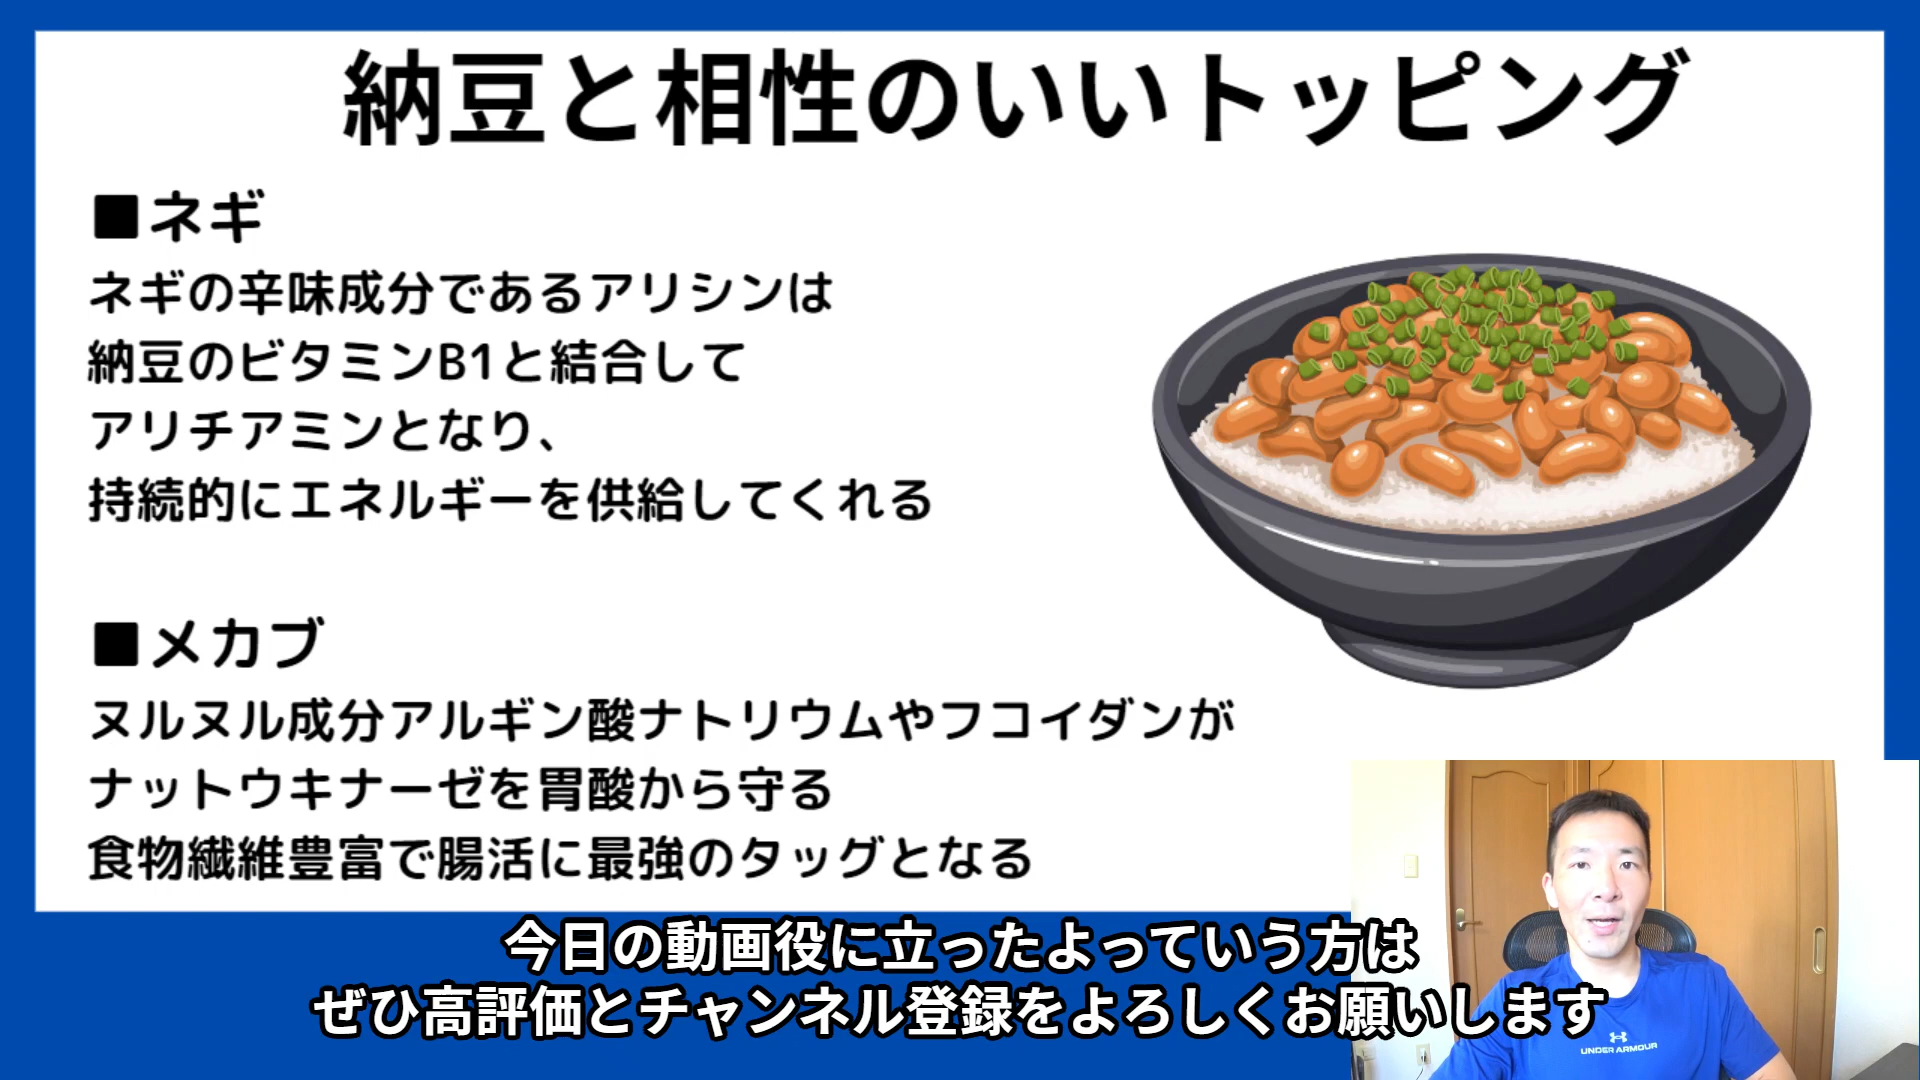 納豆と相性のいいトッピング
■ネギ
ネギの辛味成分であるアリシンは
納豆のビタミンB1と結合して
アリチアミンとなり、
持続的にエネルギーを供給してくれる
■メカブ
ヌルヌル成分アルギン酸ナトリウムやフコイダンが
ナットウキナーゼを胃酸から守る
食物繊維豊富で腸活に最強のタッグとなる
今日の動画役に立ったよっていう方は
ぜひ高評価とチャンネル登録をよろしくお願いします
UNDER ARMOUR